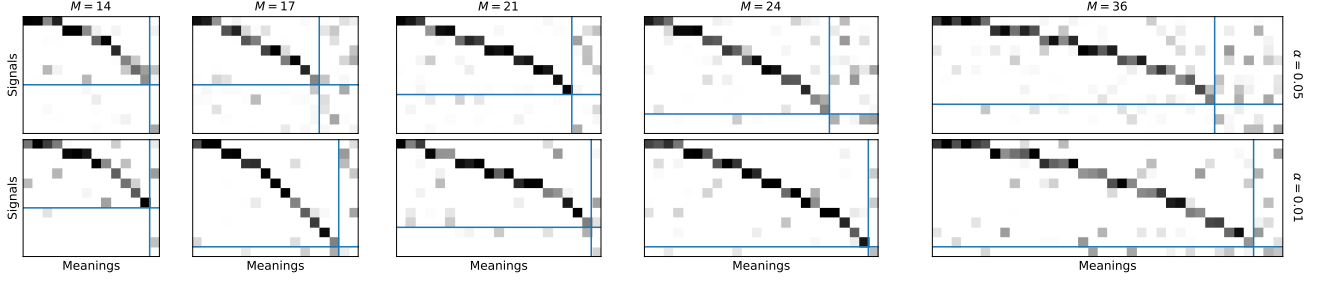 M = 14
M = 17
M = 21
M = 24
M = 36
Signals
α = 0.05
Signals
α = 0.01
Meanings
Meanings
Meanings
Meanings
Meanings